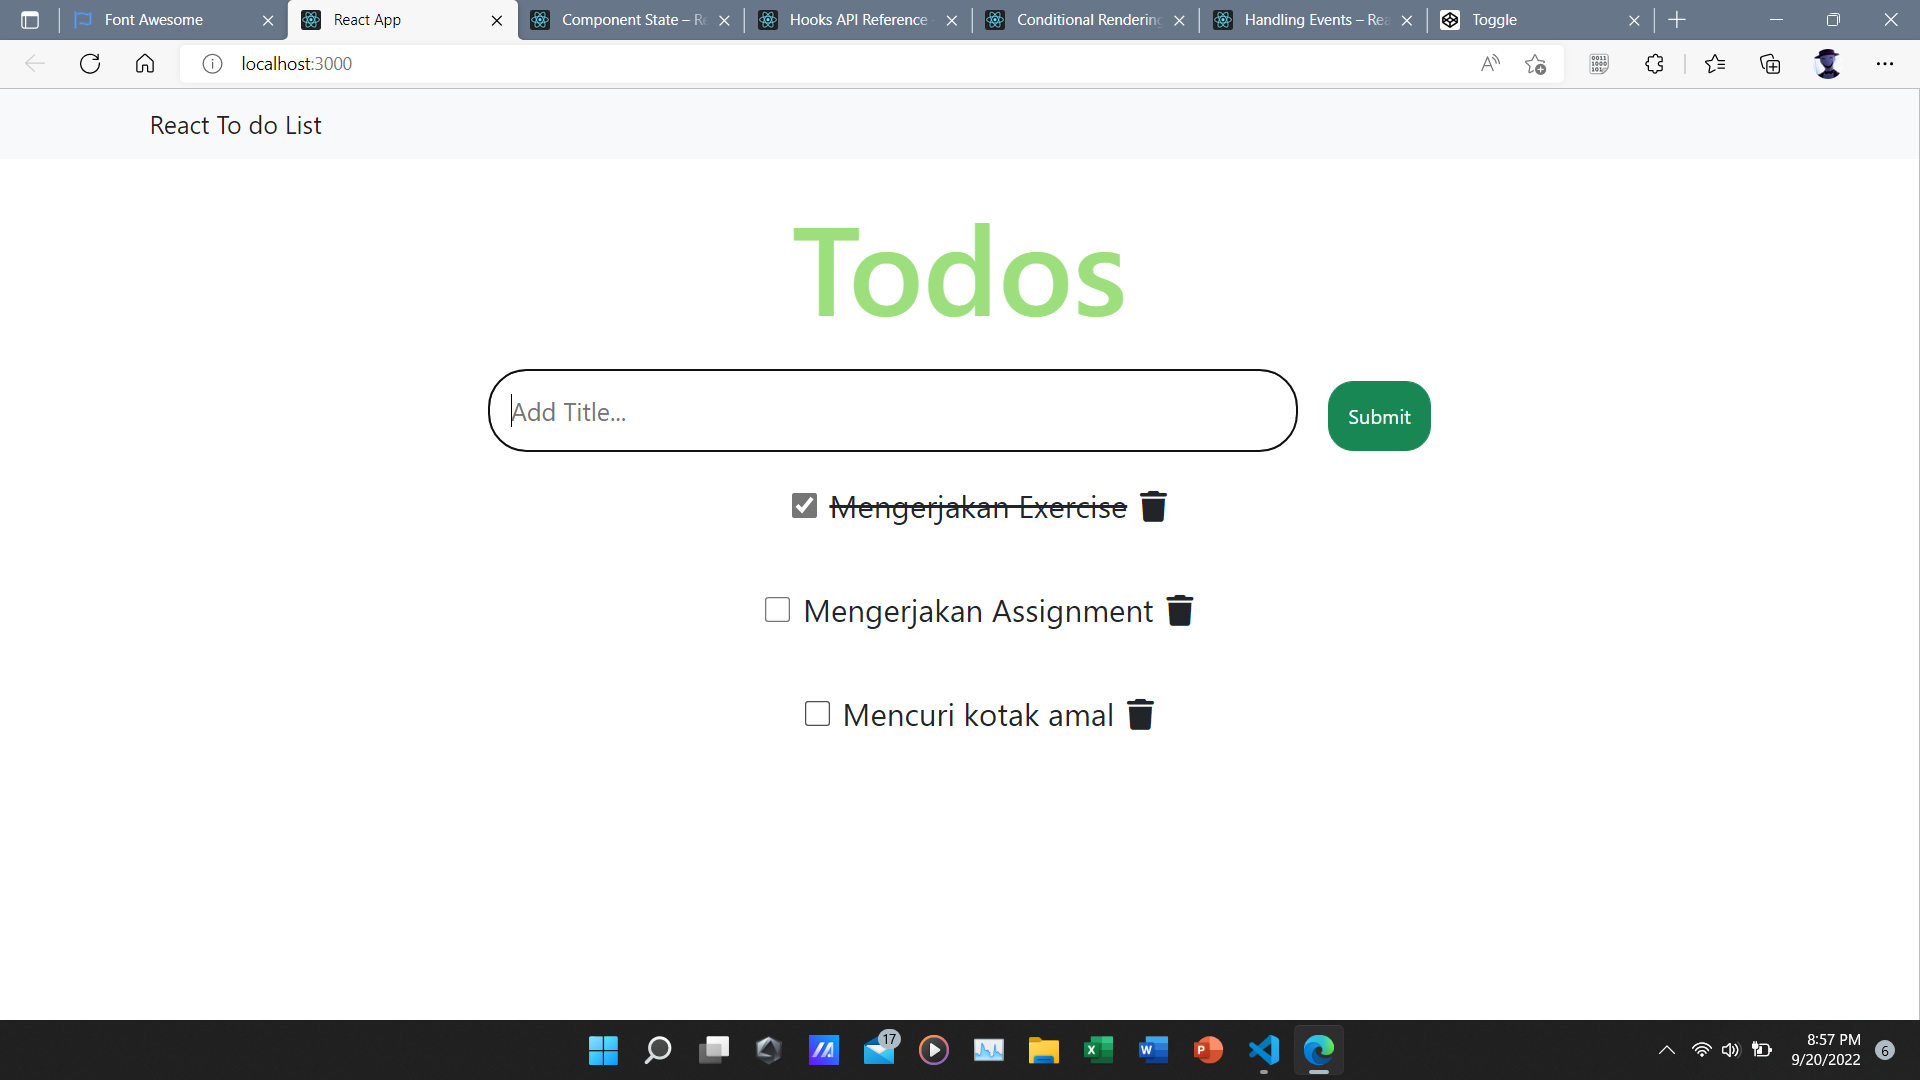 Font Awesome
React App
Component State – Re
Hooks API Reference
Conditional Rendering
Handling Events – Rea
Toggle
localhost:3000
React To do List
Todos
Add Title...
Submit
Mengerjakan Exercise
Mengerjakan Assignment
Mencuri kotak amal
17
8:57 PM
9/20/2022
6